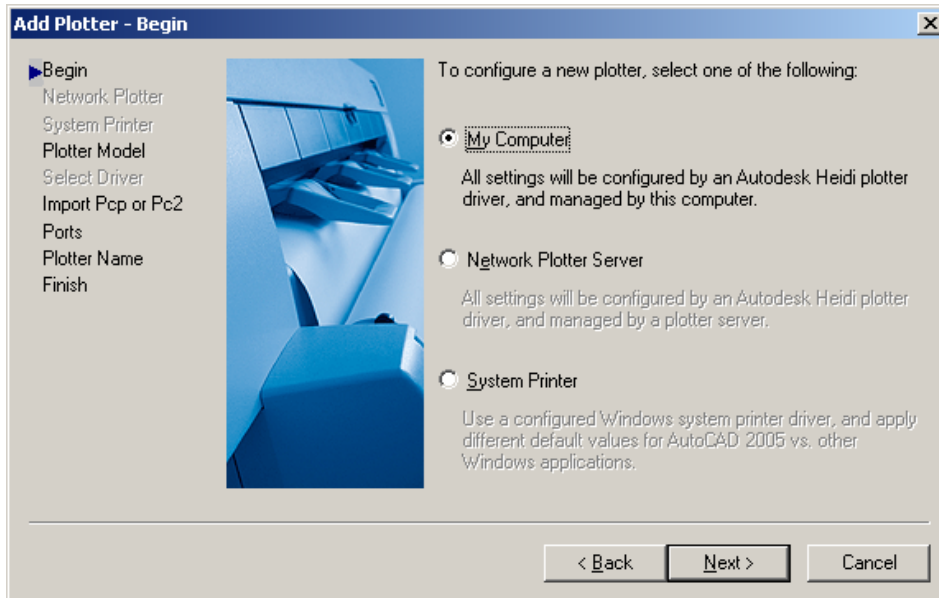 Add Plotter - Begin
Begin
Network Plotter
System Printer
Plotter Model
Select Driver
Import Pcp or Pc2
Ports
Plotter Name
Finish
To configure a new plotter, select one of the following:
My Computer
All settings will be configured by an Autodesk Heidi plotter
driver, and managed by this computer.
Network Plotter Server
All settings will be configured by an Autodesk Heidi plotter
driver, and managed by a plotter server.
System Printer
Use a configured Windows system printer driver, and apply
different default values for AutoCAD 2005 vs. other
Windows applications.
< Back
Next >
Cancel